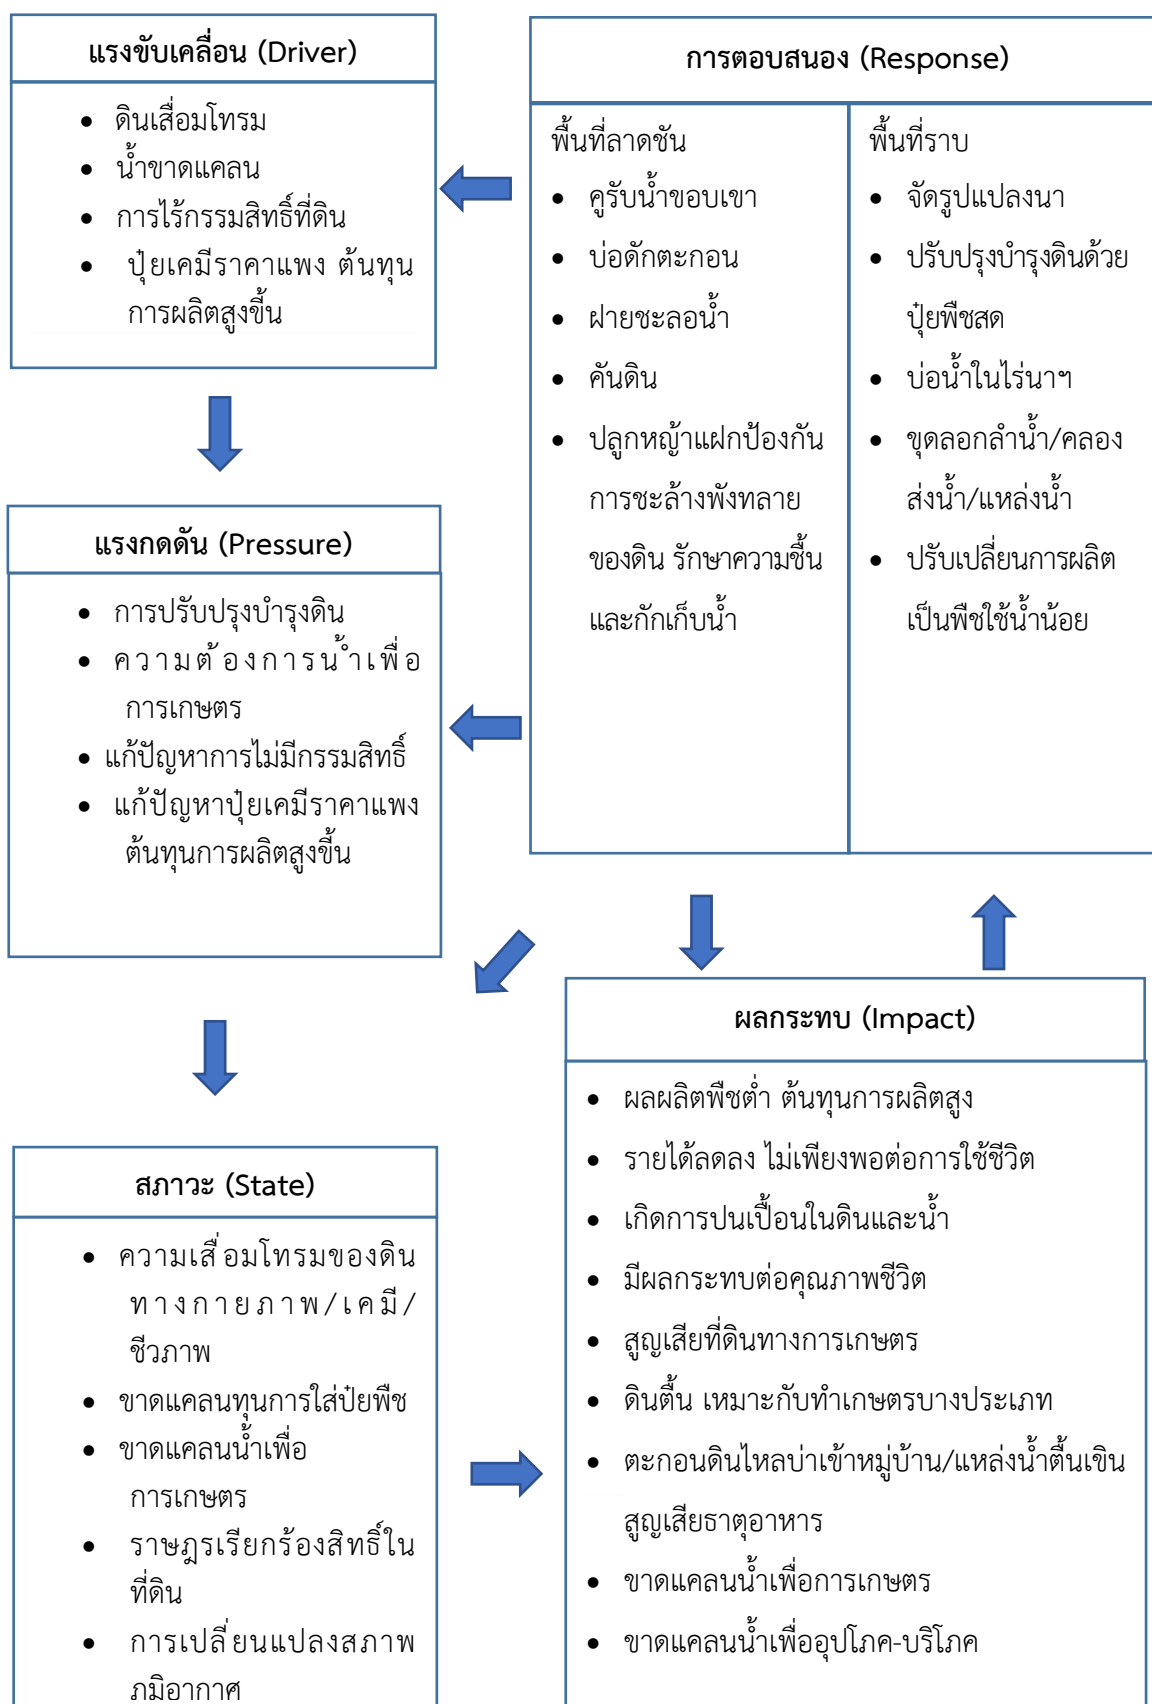 แรงขับเคลื่อน (Driver)
• ดินเสื่อมโทรม
• น้ำขาดแคลน
• การไร้กรรมสิทธิ์ที่ดิน
• ปุ๋ยเคมีราคาแพง ต้นทุน
การผลิตสูงขึ้น
การตอบสนอง (Response)
พื้นที่ลาดชัน
• คูรับน้ำขอบเขา
• บ่อดักตะกอน
• ฝายชะลอน้ำ
• คันดิน
• ปลูกหญ้าแฝกป้องกัน
การชะล้างพังทลาย
ของดิน รักษาความชื้น
และกักเก็บน้ำ
พื้นที่ราบ
• จัดรูปแปลงนา
• ปรับปรุงบำรุงดินด้วย
ปุ๋ยพืชสด
• บ่อน้ำในไร่นาฯ
• ขุดลอกลำน้ำ/คลอง
ส่งน้ำ/แหล่งน้ำ
• ปรับเปลี่ยนการผลิต
เป็นพืชใช้น้ำน้อย
แรงกดดัน (Pressure)
• การปรับปรุงบำรุงดิน
• ความต้องการน้ำเพื่อ
การเกษตร
• แก้ปัญหาการไม่มีกรรมสิทธิ์
• แก้ปัญหาปุ๋ยเคมีราคาแพง
ต้นทุนการผลิตสูงขึ้น
สภาวะ (State)
• ความเสื่อมโทรมของดิน
ทางกายภาพ/เคมี/
ชีวภาพ
• ขาดแคลนทุนการใส่ปุ๋ยพืช
• ขาดแคลนน้ำเพื่อ
การเกษตร
• ราษฎรเรียกร้องสิทธิ์ใน
ที่ดิน
• การเปลี่ยนแปลงสภาพ
ภูมิอากาศ
ผลกระทบ (Impact)
• ผลผลิตพืชต่ำ ต้นทุนการผลิตสูง
• รายได้ลดลง ไม่เพียงพอต่อการใช้ชีวิต
• เกิดการปนเปื้อนในดินและน้ำ
• มีผลกระทบต่อคุณภาพชีวิต
• สูญเสียที่ดินทางการเกษตร
• ดินตื้น เหมาะกับทำเกษตรบางประเภท
• ตะกอนดินไหลบ่าเข้าหมู่บ้าน/แหล่งน้ำตื้นเขิน
สูญเสียธาตุอาหาร
• ขาดแคลนน้ำเพื่อการเกษตร
• ขาดแคลนน้ำเพื่ออุปโภค-บริโภค